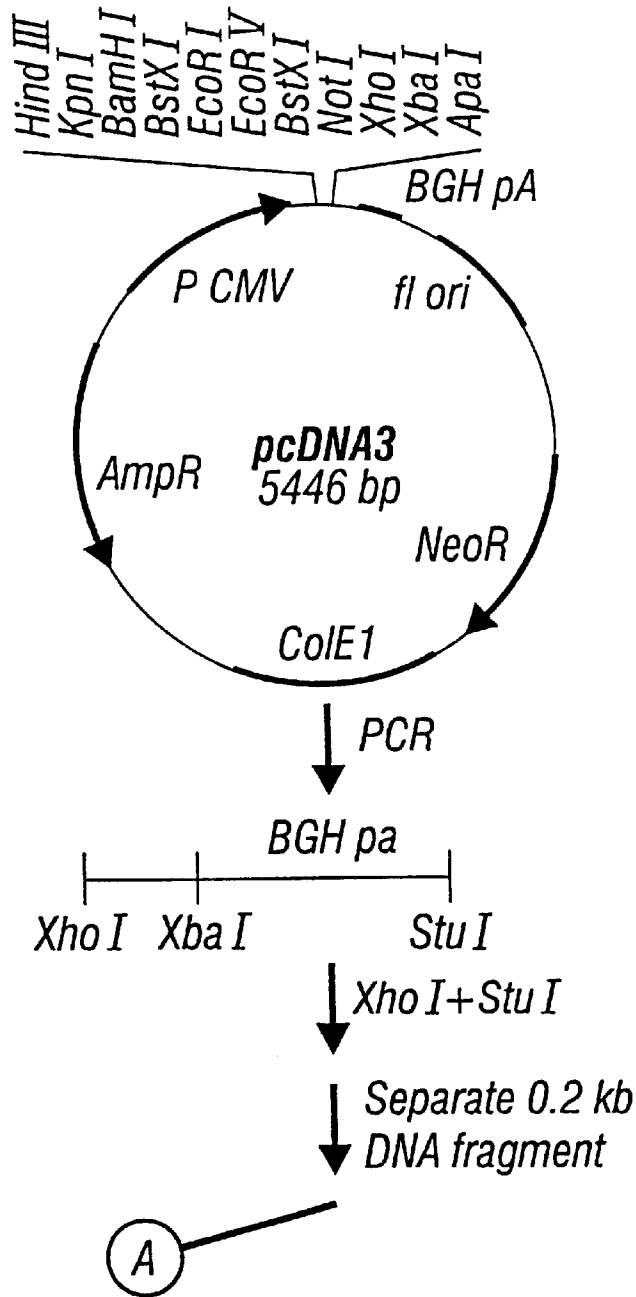 Hind III
Kpn I
BamH I
BstX I
EcoR I
EcoR V
BstX I
Not I
Xho I
Xba I
Apa I
BGH pA
P CMV
fl ori
pcDNA3
5446 bp
AmpR
NeoR
ColE1
PCR
BGH pa
Xho I
Xba I
Stu I
Xho I+Stu I
Separate 0.2 kb
DNA fragment
A